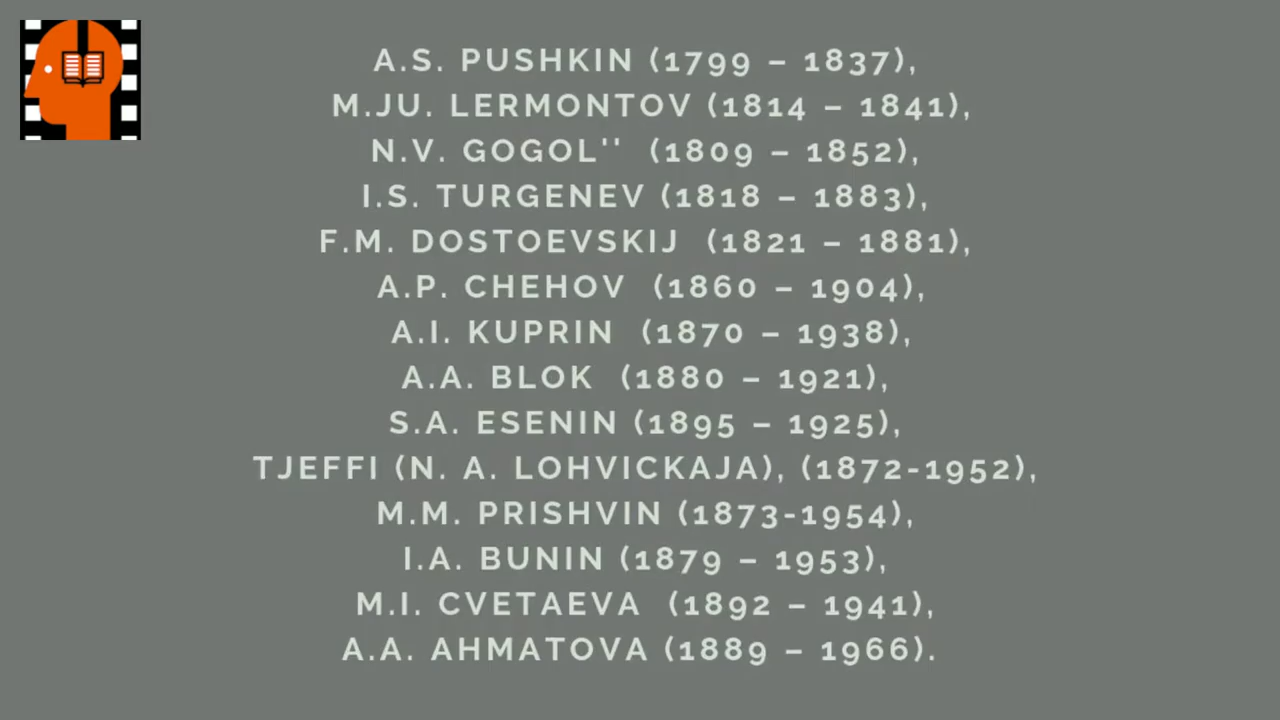 A.S. PUSHKIN (1799 – 1837),
M.JU. LERMONTOV (1814 – 1841),
N.V. GOGOL'' (1809 – 1852),
I.S. TURGENEV (1818 – 1883),
F.M. DOSTOEVSKIJ (1821 – 1881),
A.P. CHEHOV (1860 – 1904),
A.I. KUPRIN (1870 – 1938),
A.A. BLOK (1880 – 1921),
S.A. ESENIN (1895 – 1925),
TJEFFI (N. A. LOHVICKAJA), (1872-1952),
M.M. PRISHVIN (1873-1954),
I.A. BUNIN (1879 – 1953),
M.I. CVETAEVA (1892 – 1941),
A.A. AHMATOVA (1889 – 1966).